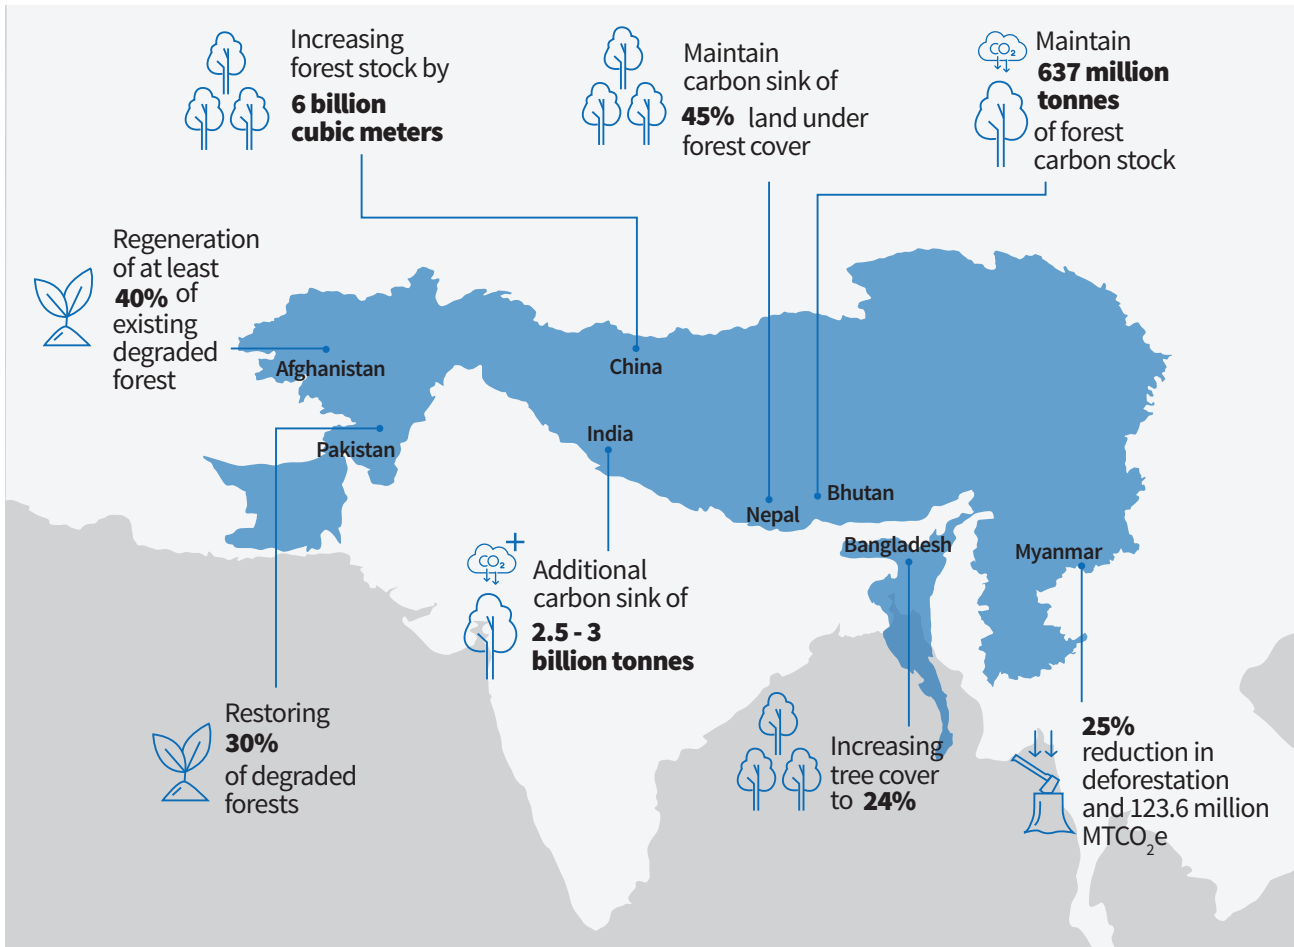 Increasing
forest stock by
6 billion
cubic meters
Maintain
carbon sink of
45% land under
forest cover
CO2
Maintain
637 million
tonnes
of forest
carbon stock
Regeneration
of at least
40% of
existing
degraded
forest
Afghanistan
China
Pakistan
India
Nepal
Bhutan
Bangladesh
Myanmar
CO2 +
Additional
carbon sink of
2.5 - 3
billion tonnes
Restoring
30%
of degraded
forests
Increasing
tree cover
to 24%
25%
reduction in
deforestation
and 123.6 million
MTCO2e